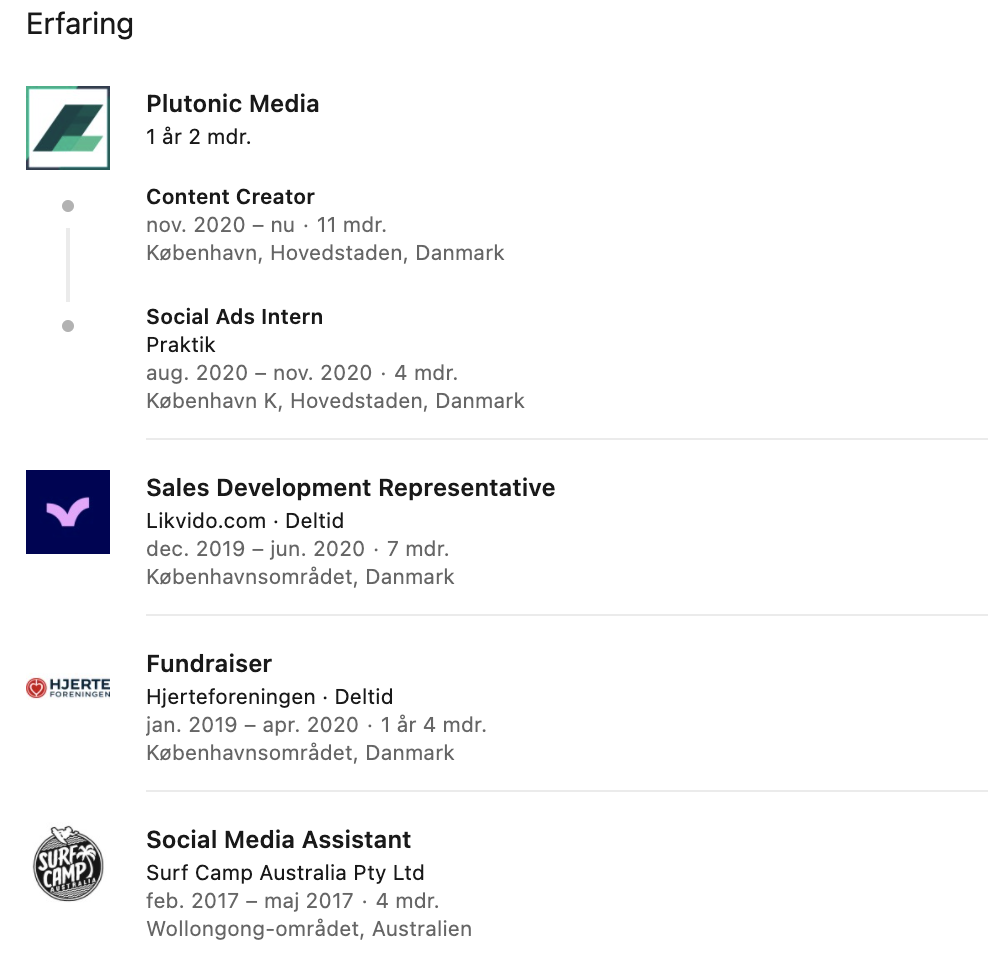 Erfaring
Plutonic Media
1 år 2 mdr.
Content Creator
nov. 2020 – nu · 11 mdr.
København, Hovedstaden, Danmark
Social Ads Intern
Praktik
aug. 2020 – nov. 2020 · 4 mdr.
København K, Hovedstaden, Danmark
Sales Development Representative
Likvido.com · Deltid
dec. 2019 – jun. 2020 · 7 mdr.
Københavnsområdet, Danmark
HJERTE
FORENINGEN
Fundraiser
Hjerteforeningen · Deltid
jan. 2019 – apr. 2020 · 1 år 4 mdr.
Københavnsområdet, Danmark
SURF
CAMP
AUSTRALIA
Social Media Assistant
Surf Camp Australia Pty Ltd
feb. 2017 – maj 2017 · 4 mdr.
Wollongong-området, Australien